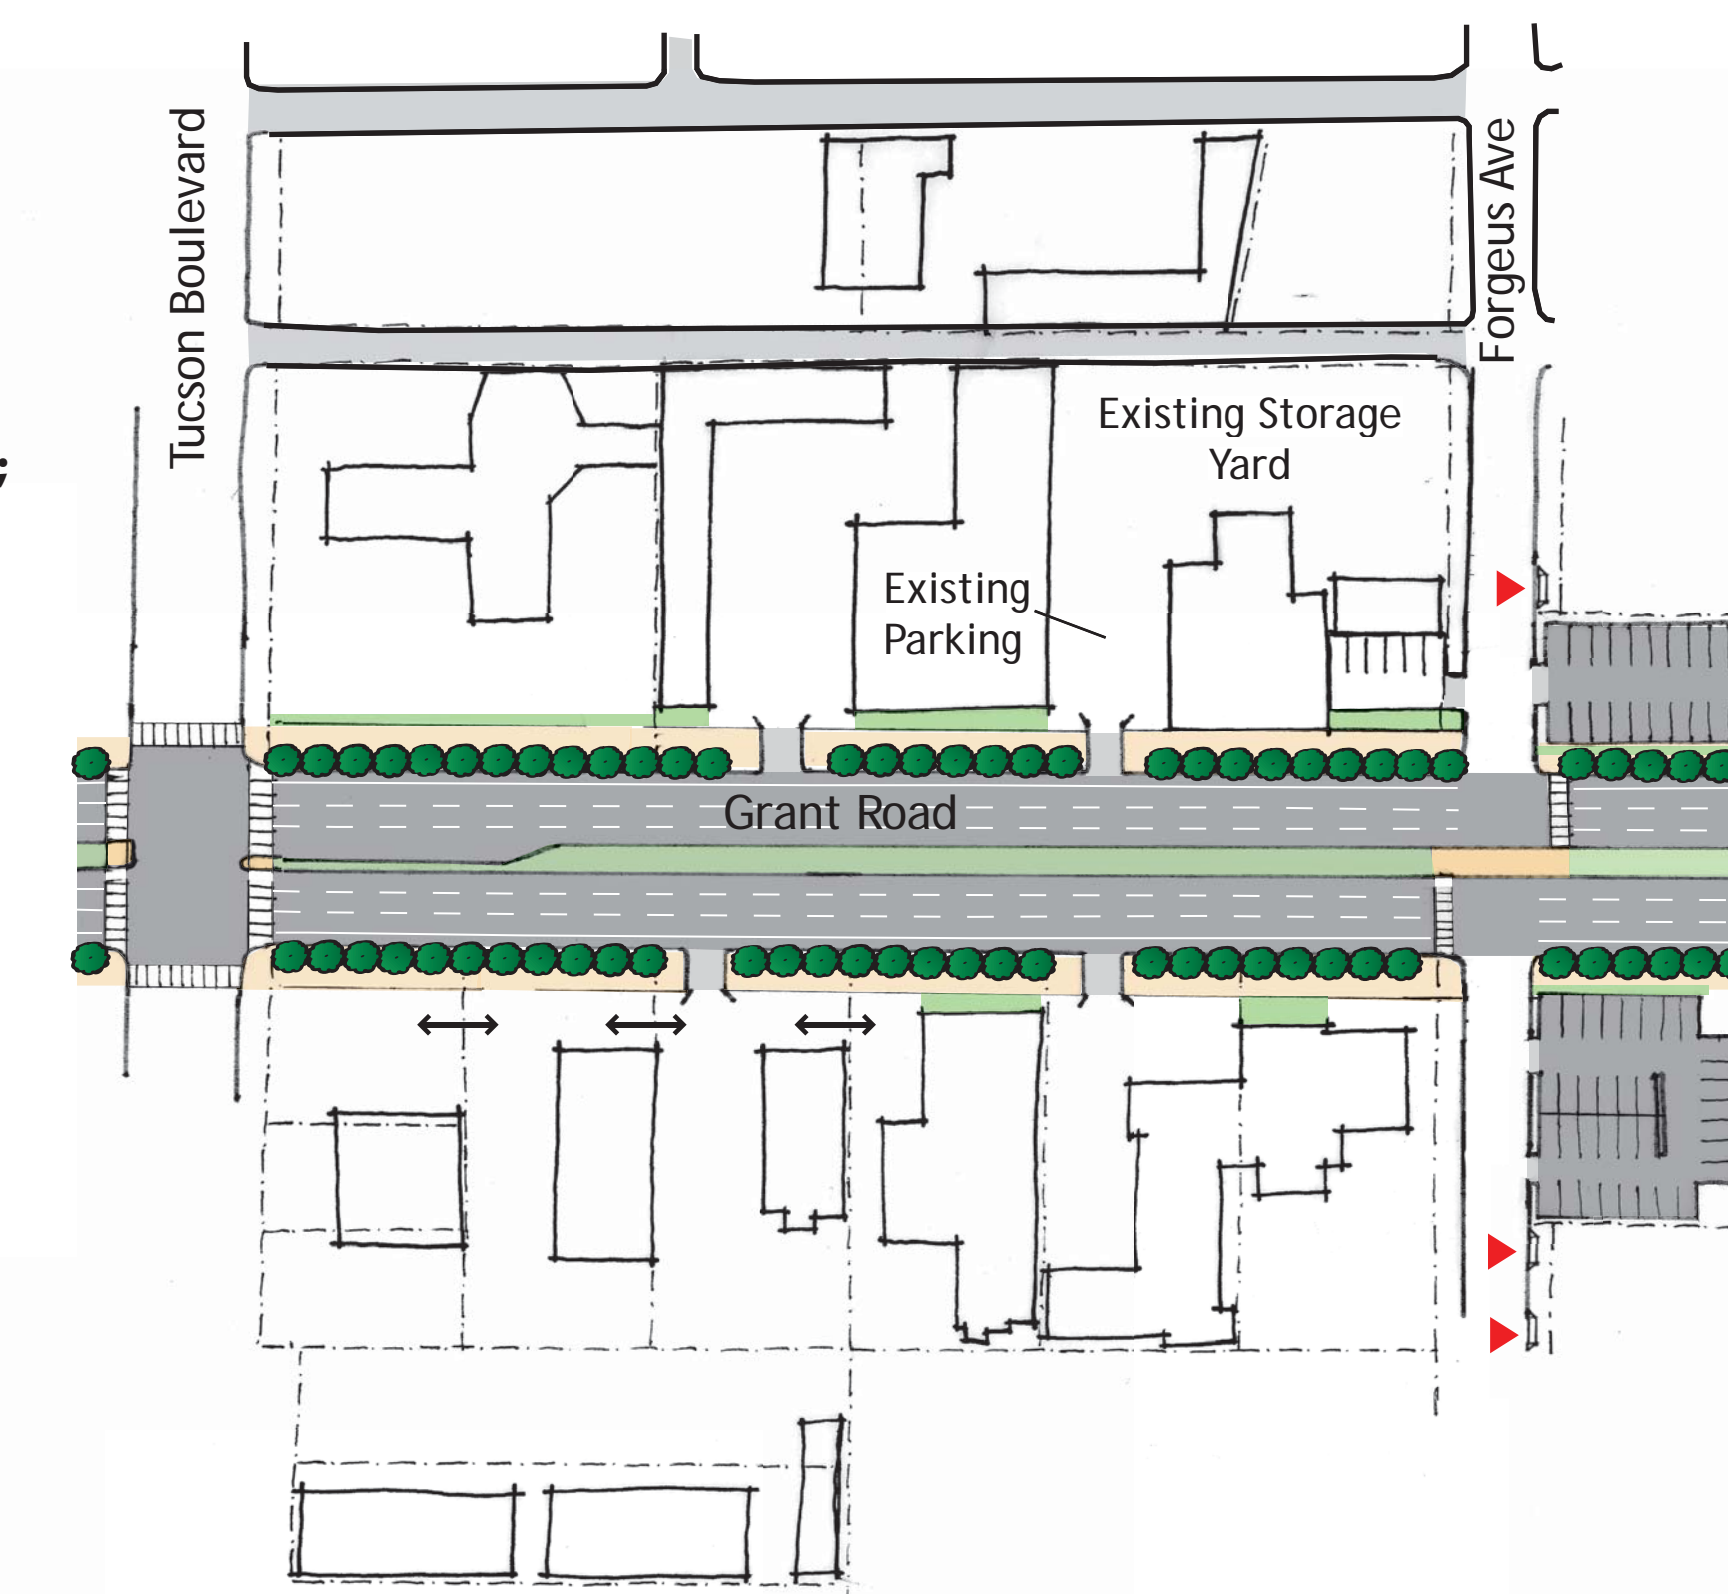 Tucson Boulevard
Forgeus Ave
Existing Storage
Yard
Existing
Parking
Grant Road
;